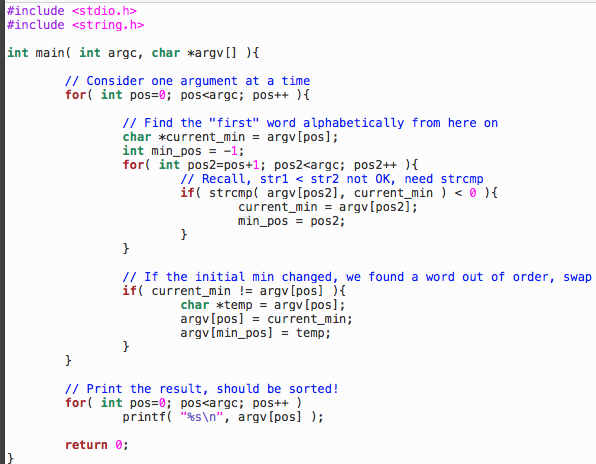 #include <stdio.h>
#include <string.h>

int main( int argc, char *argv[] ){

        // Consider one argument at a time
        for( int pos=0; pos<argc; pos++ ){

                // Find the "first" word alphabetically from here on
                char *current_min = argv[pos];
                int min_pos = -1;
                for( int pos2=pos+1; pos2<argc; pos2++ ){
                        // Recall, str1 < str2 not OK, need strcmp
                        if( strcmp( argv[pos2], current_min ) < 0 ){
                                current_min = argv[pos2];
                                min_pos = pos2;
                        }
                }

                // If the initial min changed, we found a word out of order, swap
                if( current_min != argv[pos] ){
                        char *temp = argv[pos];
                        argv[pos] = current_min;
                        argv[min_pos] = temp;
                }
        }

        // Print the result, should be sorted!
        for( int pos=0; pos<argc; pos++ )
                printf( "%s\n", argv[pos] );

        return 0;
}